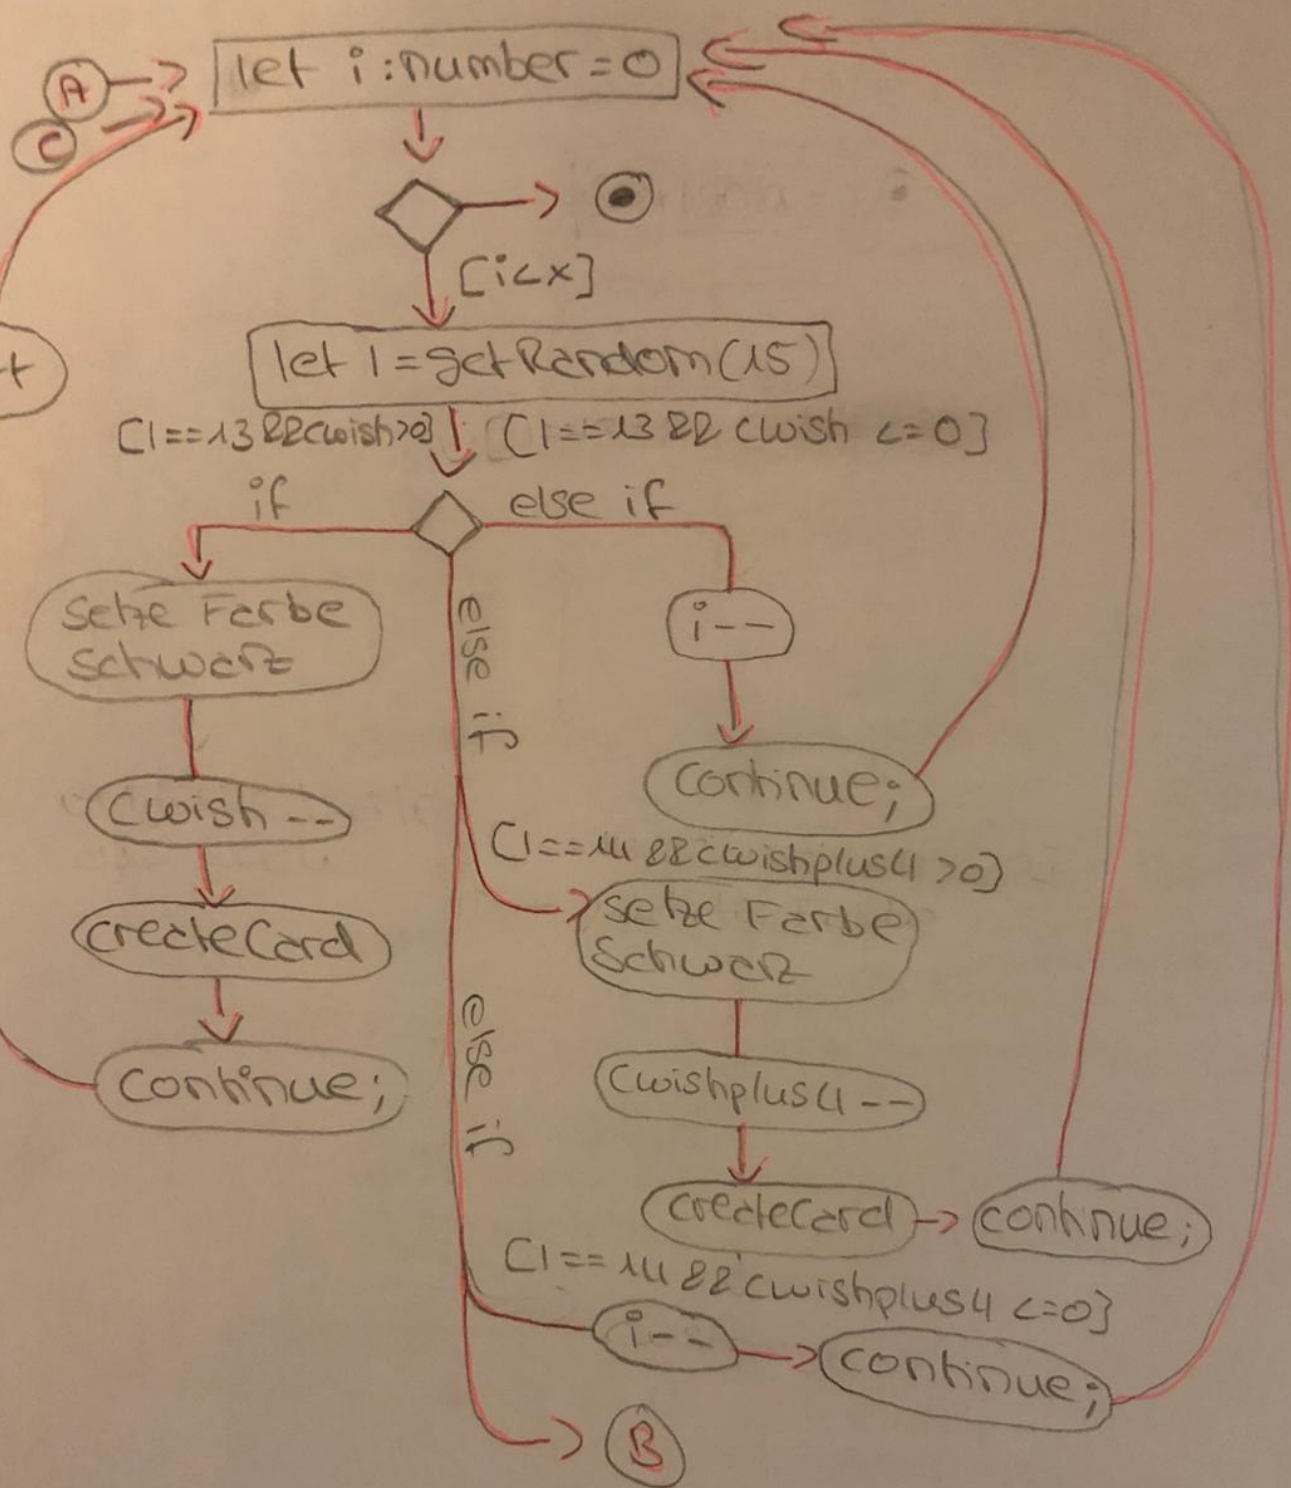 A
let i:number=0
C
[i<x]
let l=getRandom(15)
[l==13 && cwish>0]
[l==13 && cwish <=0]
if
else if
Setze Farbe
Schwarz
else if
i--
continue;
cwish--
[l==14 && cwishplus4 >0]
setze Farbe
Schwarz
createCard
continue;
else if
cwishplus4--
createCard
continue;
[l==14 && cwishplus4 <=0]
i--
continue;
B